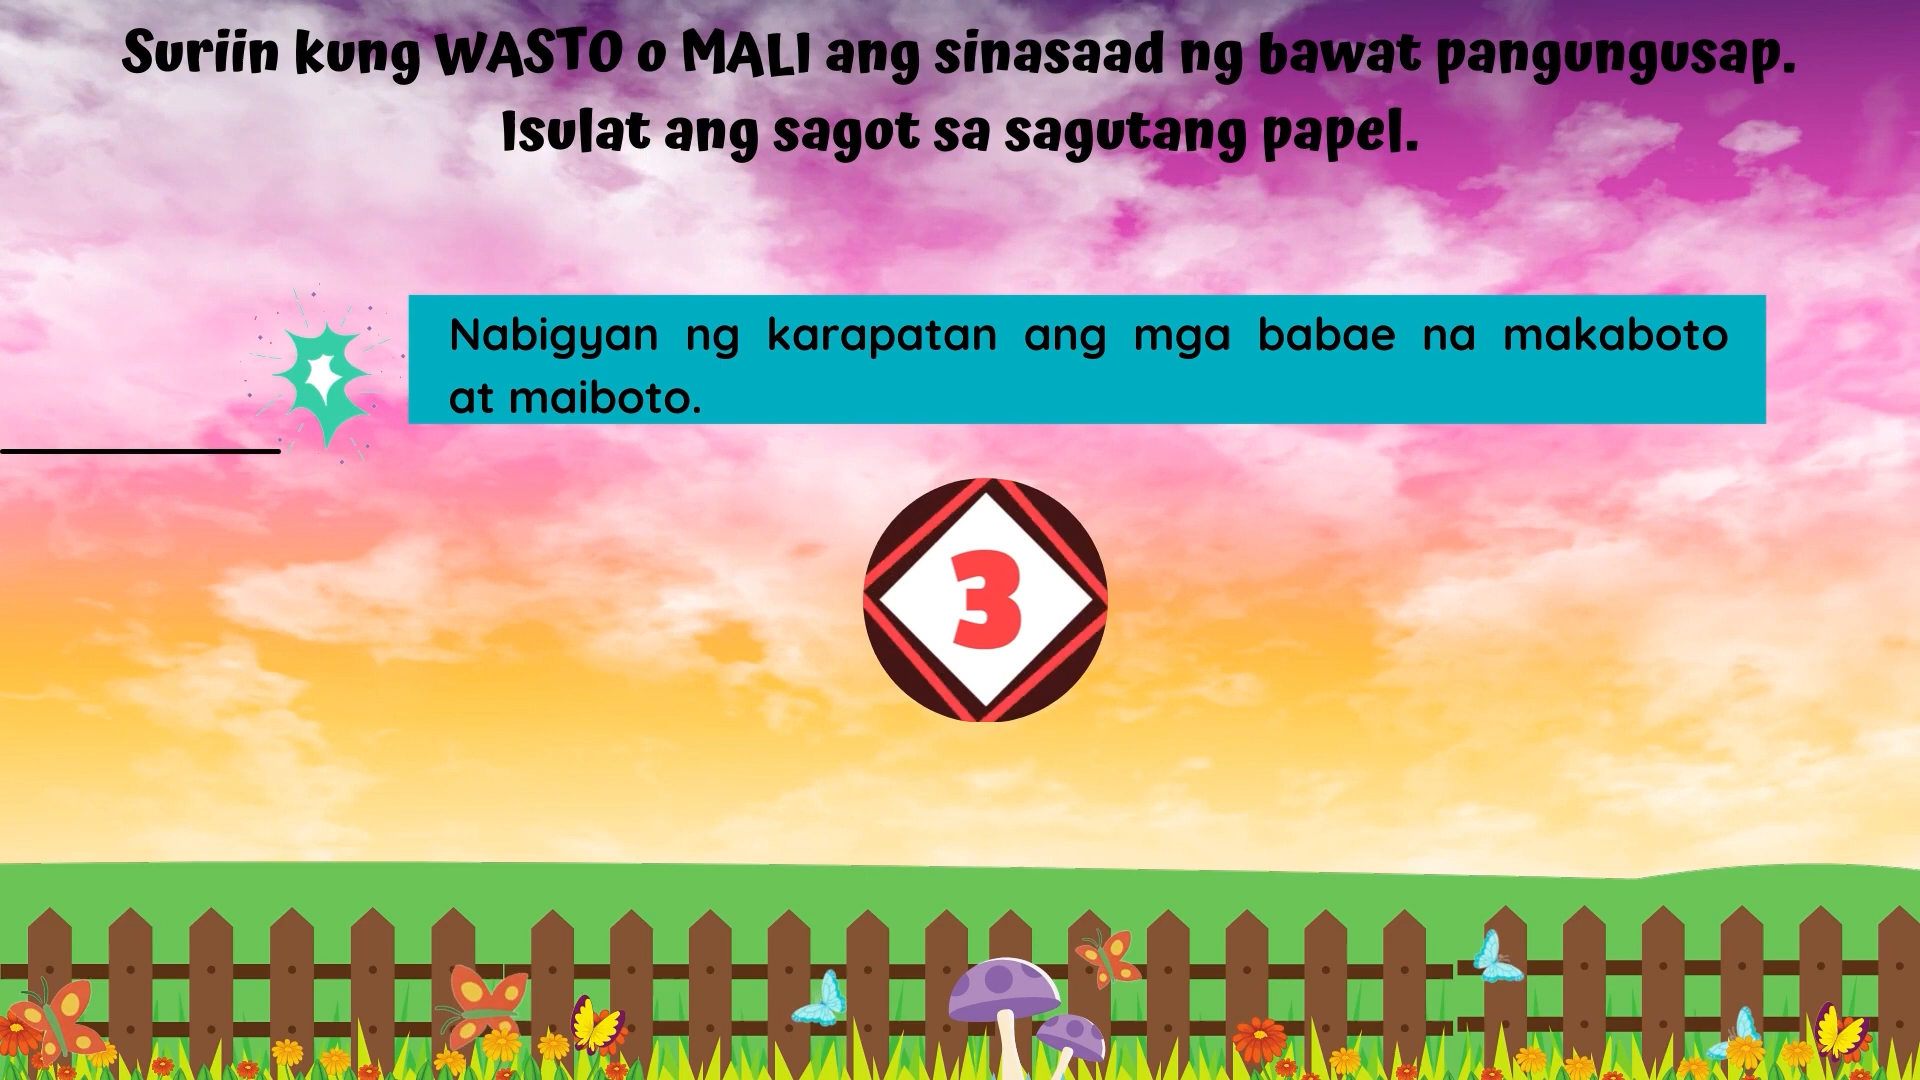 Suriin kung WASTO o MALI ang sinasaad ng bawat pangungusap.
Isulat ang sagot sa sagutang papel.
Nabigyan ng karapatan ang mga babae na makaboto
at maiboto.
3